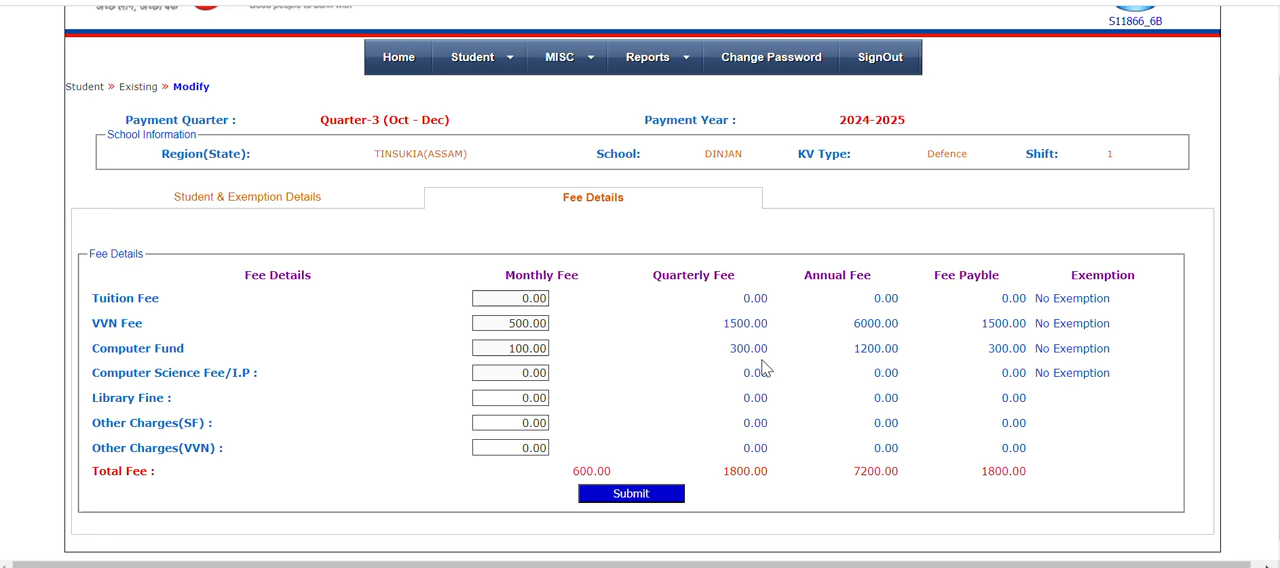 S11866_6B
Home Student MISC Reports Change Password SignOut
Student » Existing » Modify
Payment Quarter : Quarter-3 (Oct - Dec) Payment Year : 2024-2025
School Information
Region(State): TINSUKIA(ASSAM) School: DINJAN KV Type: Defence Shift: 1
Student & Exemption Details Fee Details
Fee Details
Fee Details Monthly Fee Quarterly Fee Annual Fee Fee Payble Exemption
Tuition Fee 0.00 0.00 0.00 0.00 No Exemption
VVN Fee 500.00 1500.00 6000.00 1500.00 No Exemption
Computer Fund 100.00 300.00 1200.00 300.00 No Exemption
Computer Science Fee/I.P : 0.00 0.00 0.00 0.00 No Exemption
Library Fine : 0.00 0.00 0.00 0.00
Other Charges(SF) : 0.00 0.00 0.00 0.00
Other Charges(VVN) : 0.00 0.00 0.00 0.00
Total Fee : 600.00 1800.00 7200.00 1800.00
Submit